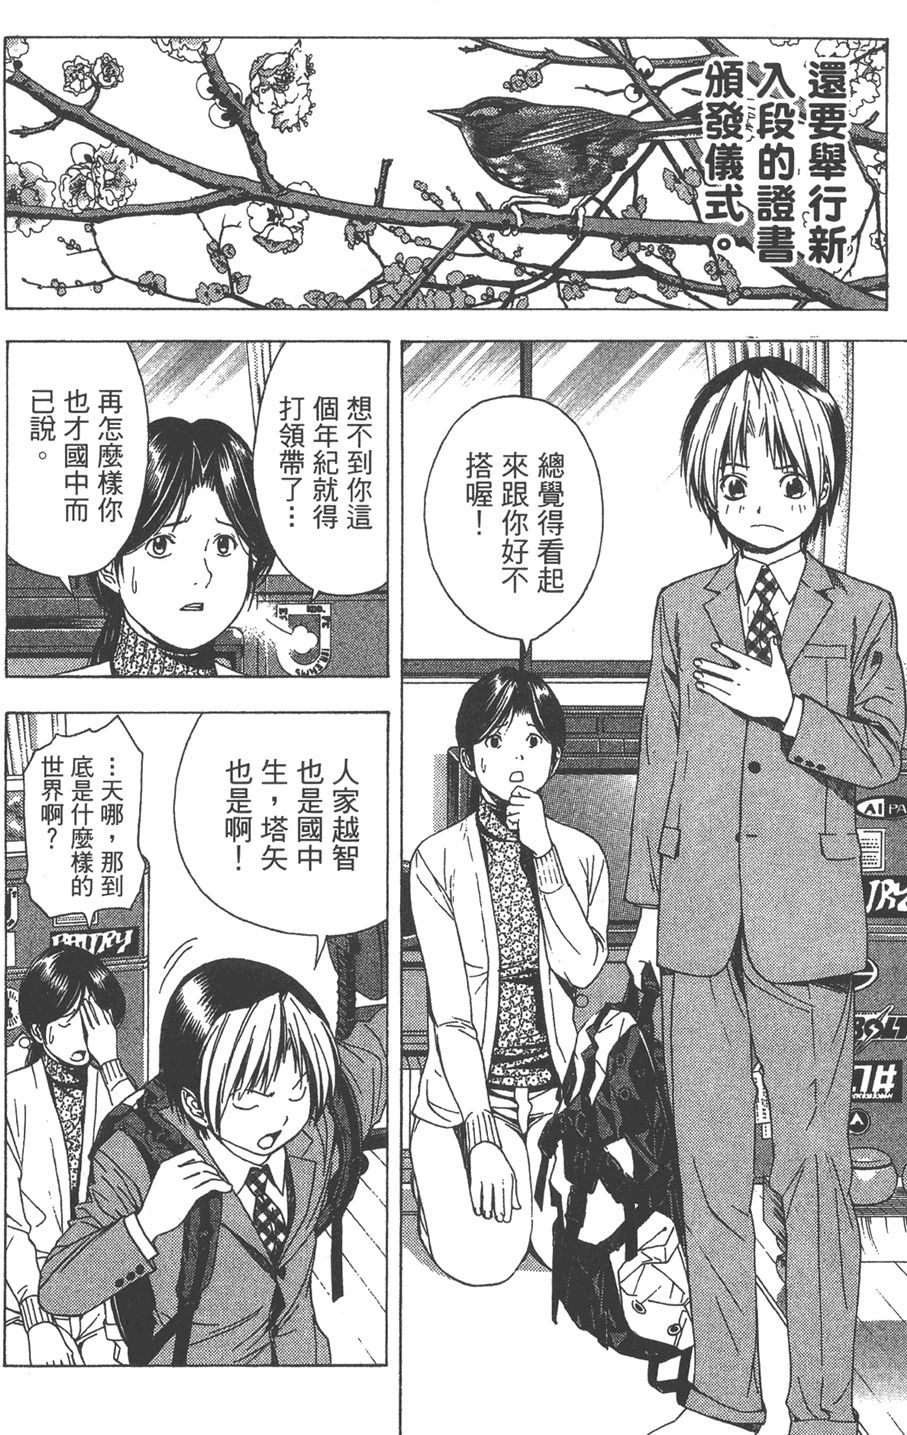 還要舉行新
入段的證書
頒發儀式。
總覺得看起
來跟你好不
搭喔！
想不到你這
個年紀就得
打領帶了…
再怎麼樣你
也才國中而
已說。
人家越智
也是國中
生，塔矢
也是啊！
…天哪，那到
底是什麼樣的
世界啊？
AI PA